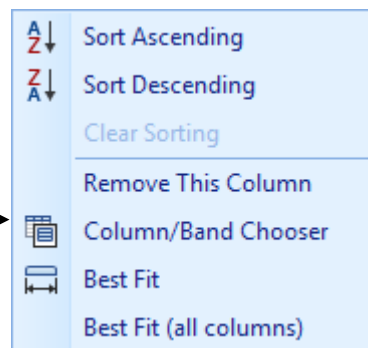 Sort Ascending
Sort Descending
Clear Sorting
Remove This Column
Column/Band Chooser
Best Fit
Best Fit (all columns)